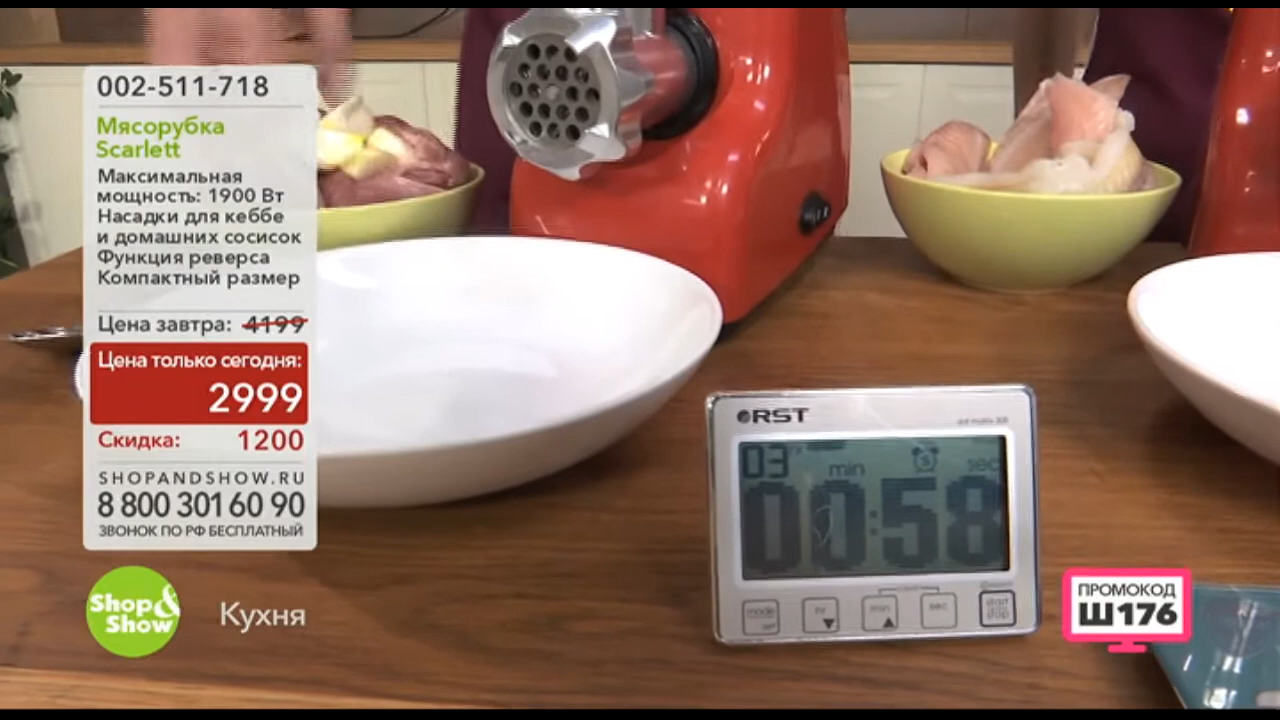 002-511-718
Мясорубка
Scarlett
Максимальная
мощность: 1900 Вт
Насадки для кеббе
и домашних сосисок
Функция реверса
Компактный размер
Цена завтра: 4199
Цена только сегодня:
2999
Скидка: 1200
SHOPANDSHOW.RU
8 800 301 60 90
ЗВОНОК ПО РФ БЕСПЛАТНЫЙ
Shop&
Show
Кухня
RST
03
min sec
00:58
mode
min
sec
start
stop
ПРОМОКОД
Ш176